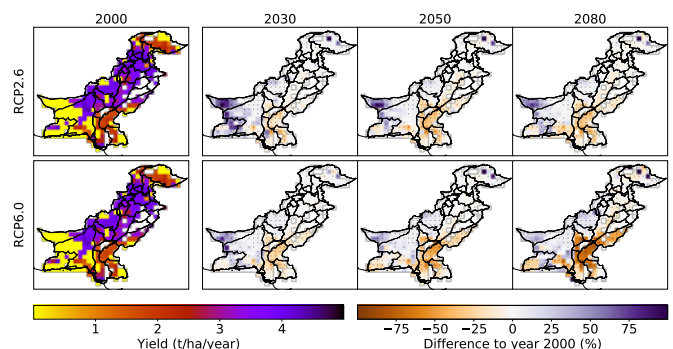 2000 2030 2050 2080
RCP2.6
RCP6.0
1 2 3 4
Yield (t/ha/year)
−75 −50 −25 0 25 50 75
Difference to year 2000 (%)